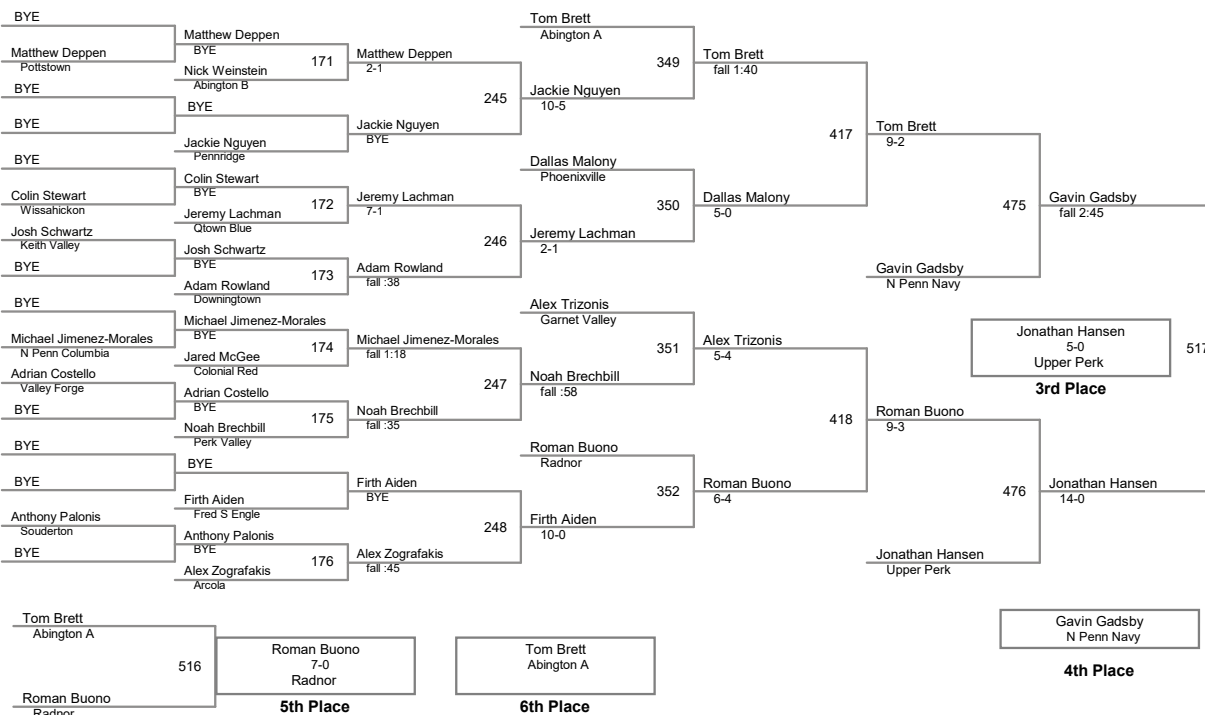 BYE
Matthew Deppen
Pottstown
BYE
BYE
BYE
Colin Stewart
Wissahickon
Josh Schwartz
Keith Valley
BYE
BYE
Michael Jimenez-Morales
N Penn Columbia
Adrian Costello
Valley Forge
BYE
BYE
BYE
Anthony Palonis
Souderton
BYE
Matthew Deppen
BYE
171
Nick Weinstein
Abington B
BYE
Jackie Nguyen
Pennridge
Colin Stewart
BYE
172
Jeremy Lachman
Qtown Blue
Josh Schwartz
BYE
173
Adam Rowland
Downingtown
Michael Jimenez-Morales
BYE
174
Jared McGee
Colonial Red
Adrian Costello
BYE
175
Noah Brechbill
Perk Valley
BYE
Firth Aiden
Fred S Engle
Anthony Palonis
BYE
176
Alex Zografakis
Arcola
Matthew Deppen
2-1
245
Jackie Nguyen
BYE
Jeremy Lachman
7-1
246
Adam Rowland
fall :38
Michael Jimenez-Morales
fall 1:18
247
Noah Brechbill
fall :35
Firth Aiden
BYE
248
Alex Zografakis
fall :45
Tom Brett
Abington A
349
Jackie Nguyen
10-5
Dallas Malony
Phoenixville
350
Jeremy Lachman
2-1
Alex Trizonis
Garnet Valley
351
Noah Brechbill
fall :58
Roman Buono
Radnor
352
Firth Aiden
10-0
Tom Brett
fall 1:40
417
Dallas Malony
5-0
Alex Trizonis
5-4
418
Roman Buono
6-4
Tom Brett
9-2
475
Gavin Gadsby
N Penn Navy
Roman Buono
9-3
476
Jonathan Hansen
Upper Perk
Gavin Gadsby
fall 2:45
Jonathan Hansen
5-0
Upper Perk
517
3rd Place
Jonathan Hansen
14-0
Gavin Gadsby
N Penn Navy
4th Place
Tom Brett
Abington A
516
Roman Buono
Radnor
Roman Buono
7-0
Radnor
5th Place
Tom Brett
Abington A
6th Place